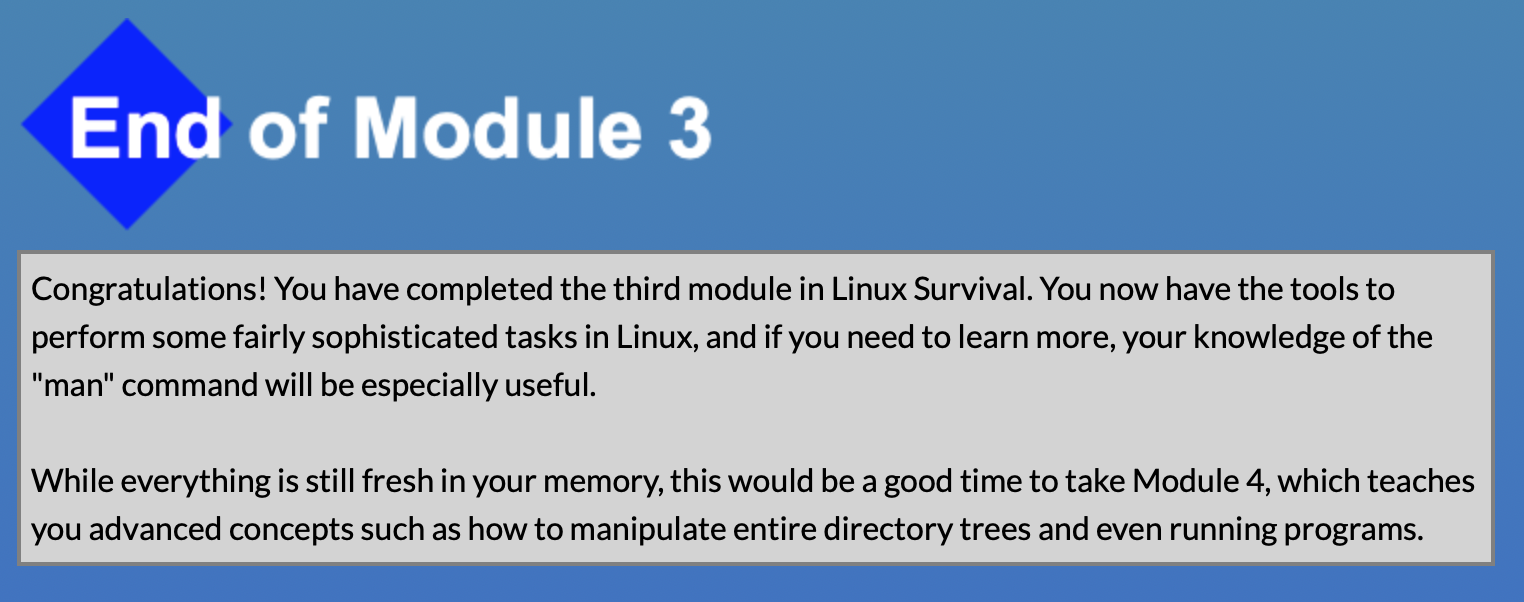 End of Module 3
Congratulations! You have completed the third module in Linux Survival. You now have the tools to
perform some fairly sophisticated tasks in Linux, and if you need to learn more, your knowledge of the
"man" command will be especially useful.
While everything is still fresh in your memory, this would be a good time to take Module 4, which teaches
you advanced concepts such as how to manipulate entire directory trees and even running programs.